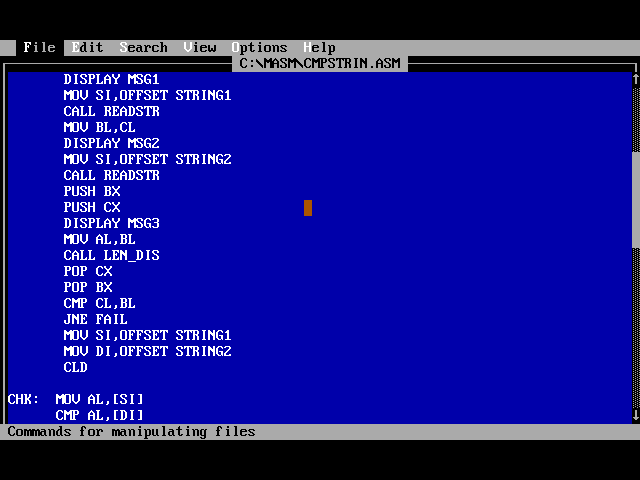 File Edit Search View Options Help
C:\MASM\CMPSTRIN.ASM
DISPLAY MSG1
MOV SI,OFFSET STRING1
CALL READSTR
MOV BL,CL
DISPLAY MSG2
MOV SI,OFFSET STRING2
CALL READSTR
PUSH BX
PUSH CX
DISPLAY MSG3
MOV AL,BL
CALL LEN_DIS
POP CX
POP BX
CMP CL,BL
JNE FAIL
MOV SI,OFFSET STRING1
MOV DI,OFFSET STRING2
CLD
CHK: MOV AL,[SI]
CMP AL,[DI]
Commands for manipulating files